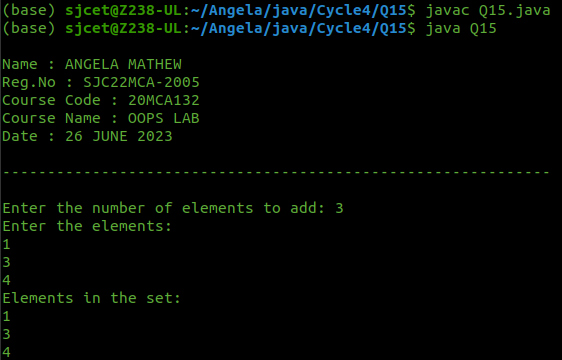 (base) sjcet@Z238-UL:~/Angela/java/Cycle4/Q15$ javac Q15.java
(base) sjcet@Z238-UL:~/Angela/java/Cycle4/Q15$ java Q15
Name : ANGELA MATHEW
Reg.No : SJC22MCA-2005
Course Code : 20MCA132
Course Name : OOPS LAB
Date : 26 JUNE 2023
------------------------------------------------------------
Enter the number of elements to add: 3
Enter the elements:
1
3
4
Elements in the set:
1
3
4